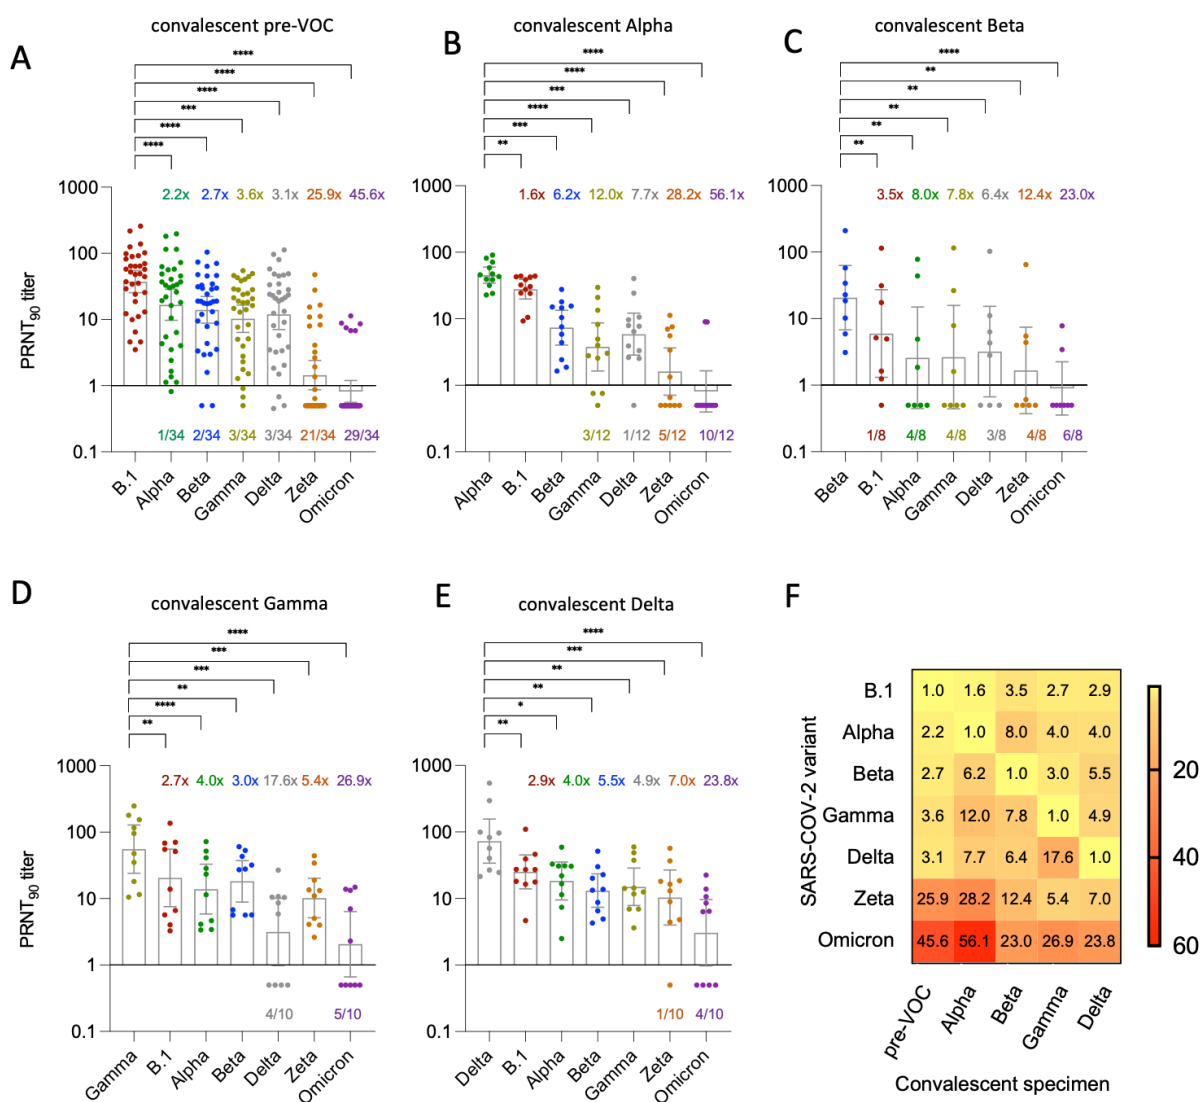 A
convalescent pre-VOC
****
****
****
***
****
****
2.2x 2.7x 3.6x 3.1x 25.9x 45.6x
PRNT90 titer
1000
100
10
1
0.1
1/34 2/34 3/34 3/34 21/34 29/34
B.1 Alpha Beta Gamma Delta Zeta Omicron
B
convalescent Alpha
****
****
***
****
***
**
1.6x 6.2x 12.0x 7.7x 28.2x 56.1x
1000
100
10
1
0.1
3/12 1/12 5/12 10/12
Alpha B.1 Beta Gamma Delta Zeta Omicron
C
convalescent Beta
****
**
**
**
**
**
3.5x 8.0x 7.8x 6.4x 12.4x 23.0x
1000
100
10
1
0.1
1/8 4/8 4/8 3/8 4/8 6/8
Beta B.1 Alpha Gamma Delta Zeta Omicron
D
convalescent Gamma
****
***
***
**
****
**
2.7x 4.0x 3.0x 17.6x 5.4x 26.9x
PRNT90 titer
1000
100
10
1
0.1
4/10 5/10
Gamma B.1 Alpha Beta Delta Zeta Omicron
E
convalescent Delta
****
***
**
**
*
**
2.9x 4.0x 5.5x 4.9x 7.0x 23.8x
1000
100
10
1
0.1
1/10 4/10
Delta B.1 Alpha Beta Gamma Zeta Omicron
F
SARS-COV-2 variant
B.1 1.0 1.6 3.5 2.7 2.9
Alpha 2.2 1.0 8.0 4.0 4.0
Beta 2.7 6.2 1.0 3.0 5.5
Gamma 3.6 12.0 7.8 1.0 4.9
Delta 3.1 7.7 6.4 17.6 1.0
Zeta 25.9 28.2 12.4 5.4 7.0
Omicron 45.6 56.1 23.0 26.9 23.8
pre-VOC Alpha Beta Gamma Delta
Convalescent specimen
20
40
60